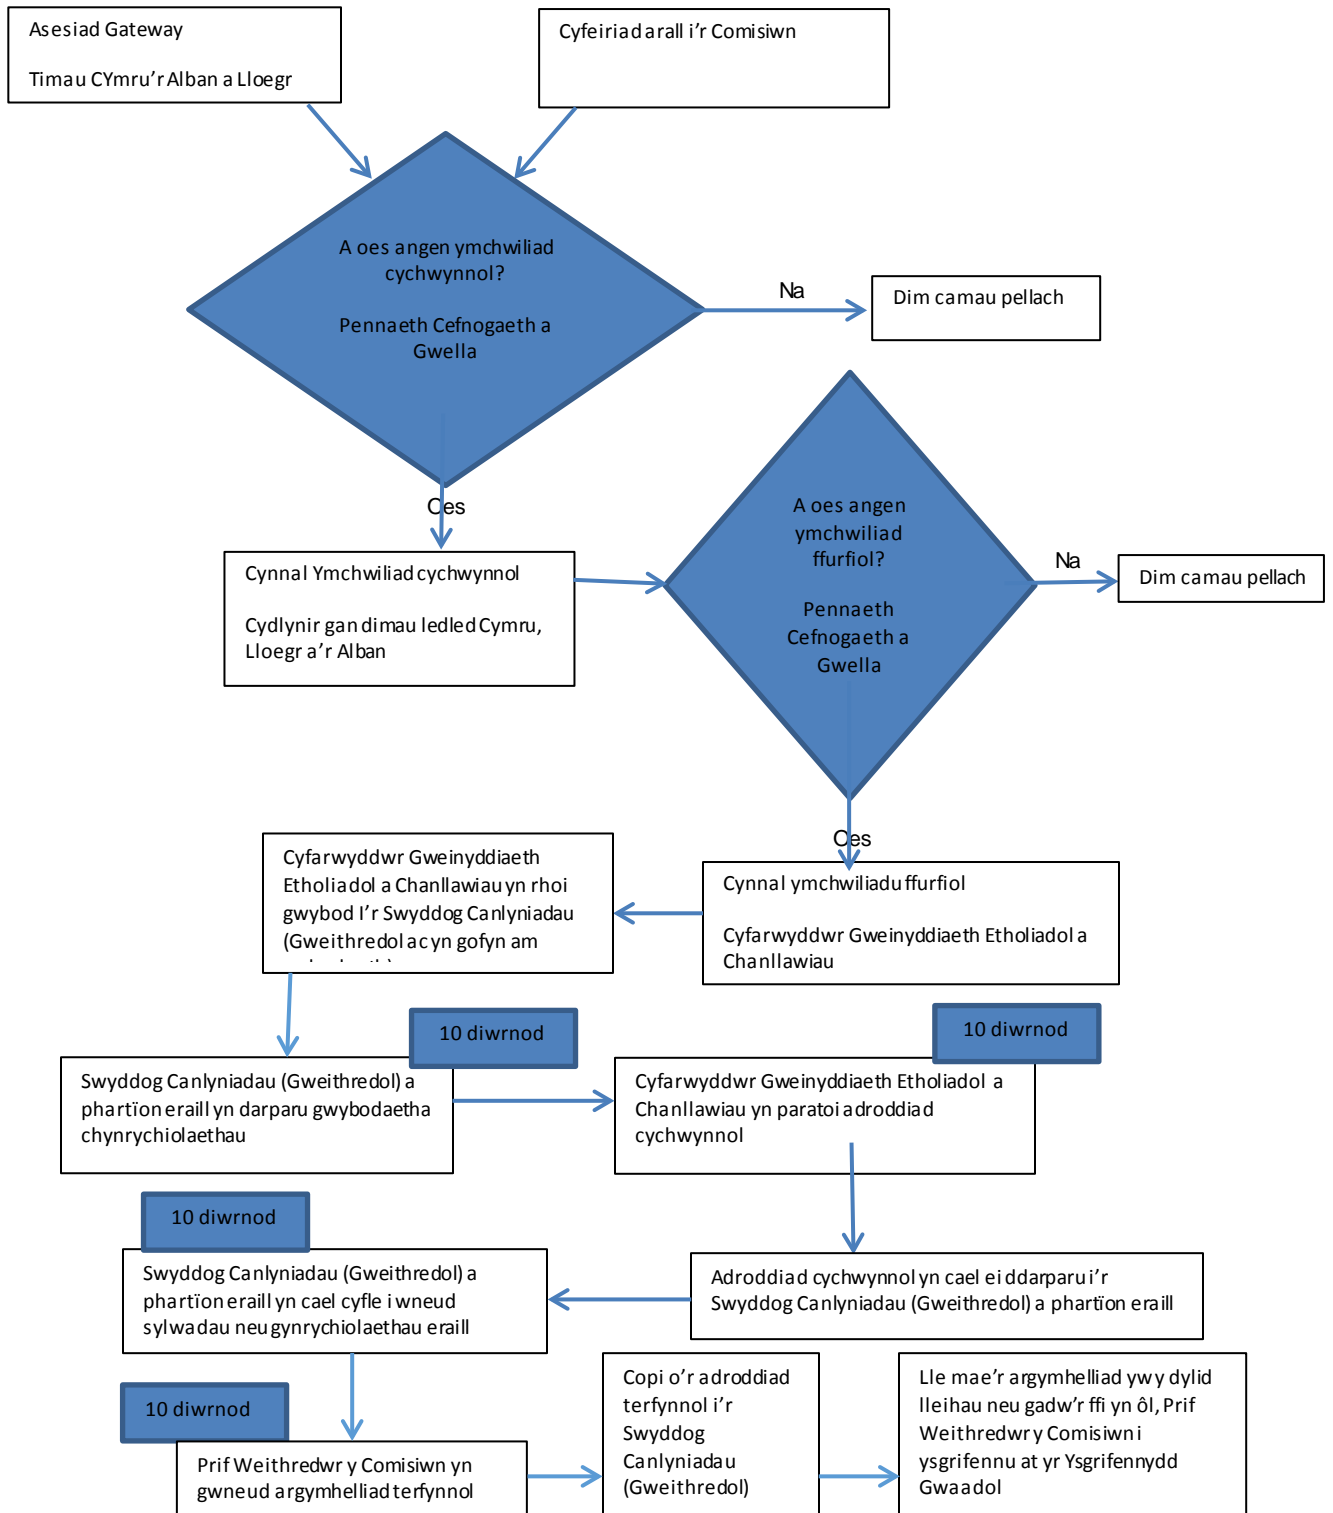 Asesiad Gateway
Timau CYmru'r Alban a Lloegr
Cyfeiriad arall i'r Comisiwn
A oes angen ymchwiliad
cychwynnol?
Pennaeth Cefnogaeth a
Gwella
Na
Dim camau pellach
Oes
Cynnal Ymchwiliad cychwynnol
Cydlynir gan dimau ledled Cymru,
Lloegr a'r Alban
A oes angen
ymchwiliad
ffurfiol?
Pennaeth
Cefnogaeth a
Gwella
Na
Dim camau pellach
Oes
Cynnal ymchwiliadu ffurfiol
Cyfarwyddwr Gweinyddiaeth Etholiadol a
Chanllawiau
Cyfarwyddwr Gweinyddiaeth
Etholiadol a Chanllawiau yn rhoi
gwybod I'r Swyddog Canlyniadau
(Gweithredol ac yn gofyn am
10 diwrnod
Swyddog Canlyniadau (Gweithredol) a
phartïon eraill yn darparu gwybodaeth a
chynrychiolaethau
10 diwrnod
Cyfarwyddwr Gweinyddiaeth Etholiadol a
Chanllawiau yn paratoi adroddiad
cychwynnol
Adroddiad cychwynnol yn cael ei ddarparu i'r
Swyddog Canlyniadau (Gweithredol) a phartïon eraill
10 diwrnod
Swyddog Canlyniadau (Gweithredol) a
phartïon eraill yn cael cyfle i wneud
sylwadau neu gynrychiolaethau eraill
10 diwrnod
Prif Weithredwr y Comisiwn yn
gwneud argymhelliad terfynnol
Copi o'r adroddiad
terfynnol i'r
Swyddog
Canlyniadau
(Gweithredol)
Lle mae'r argymhelliad yw y dylid
lleihau neu gadw'r ffi yn ôl, Prif
Weithredwr y Comisiwn i
ysgrifennu at yr Ysgrifennydd
Gwaadol